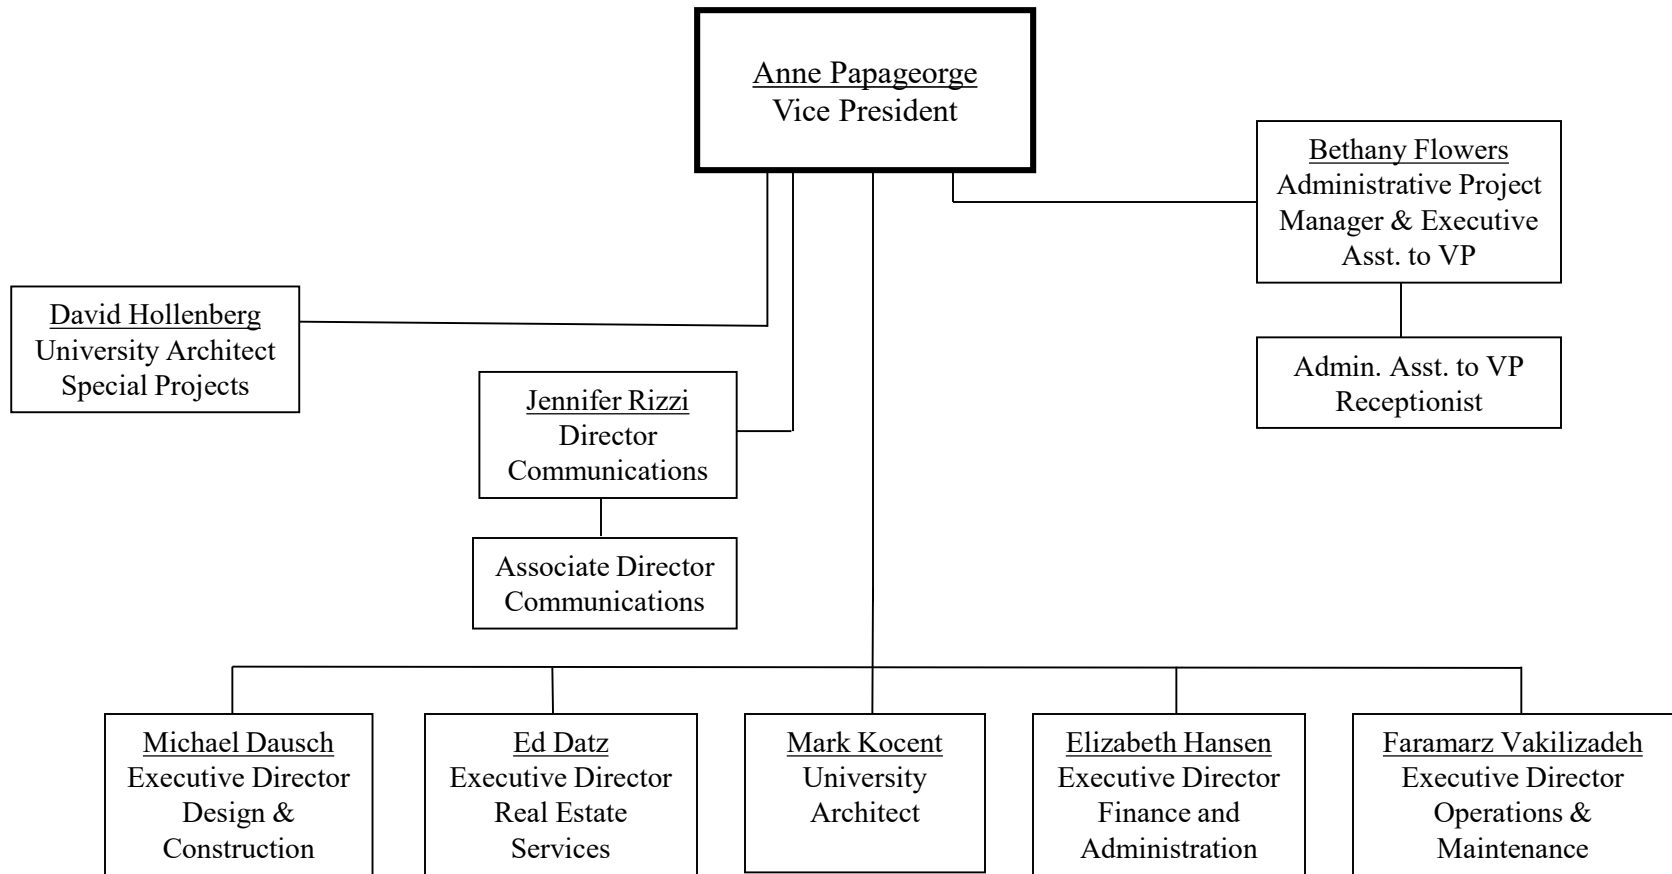 Anne Papageorge
Vice President
Bethany Flowers
Administrative Project
Manager & Executive
Asst. to VP
David Hollenberg
University Architect
Special Projects
Admin. Asst. to VP
Receptionist
Jennifer Rizzi
Director
Communications
Associate Director
Communications
Michael Dausch
Executive Director
Design &
Construction
Ed Datz
Executive Director
Real Estate
Services
Mark Kocent
University
Architect
Elizabeth Hansen
Executive Director
Finance and
Administration
Faramarz Vakilizadeh
Executive Director
Operations &
Maintenance